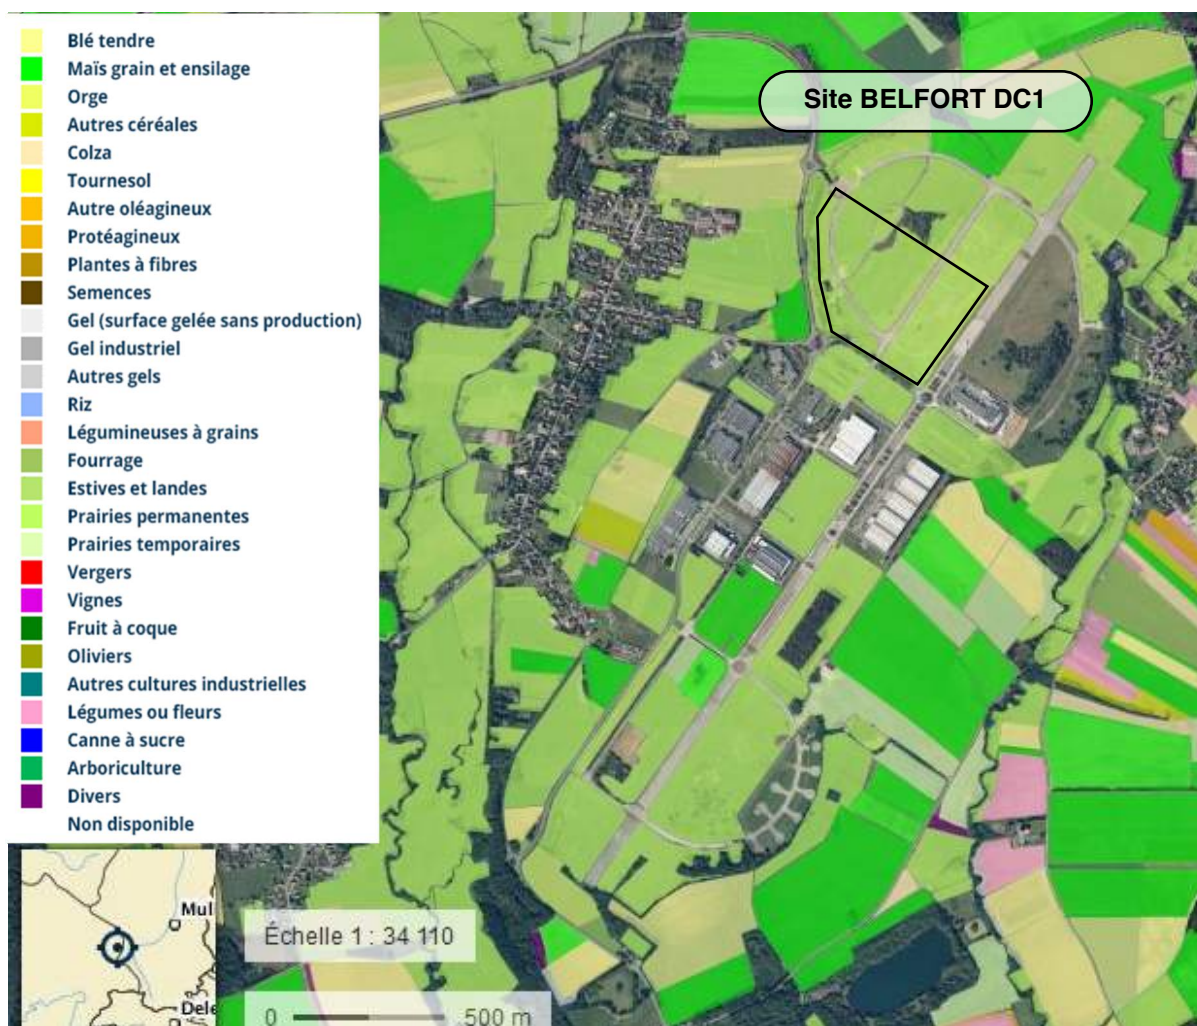 Blé tendre
Maïs grain et ensilage
Orge
Autres céréales
Colza
Tournesol
Autre oléagineux
Protéagineux
Plantes à fibres
Semences
Gel (surface gelée sans production)
Gel industriel
Autres gels
Riz
Légumineuses à grains
Fourrage
Estives et landes
Prairies permanentes
Prairies temporaires
Vergers
Vignes
Fruit à coque
Oliviers
Autres cultures industrielles
Légumes ou fleurs
Canne à sucre
Arboriculture
Divers
Non disponible
Site BELFORT DC1
Mul
Dele
Échelle 1 : 34 110
0 500 m